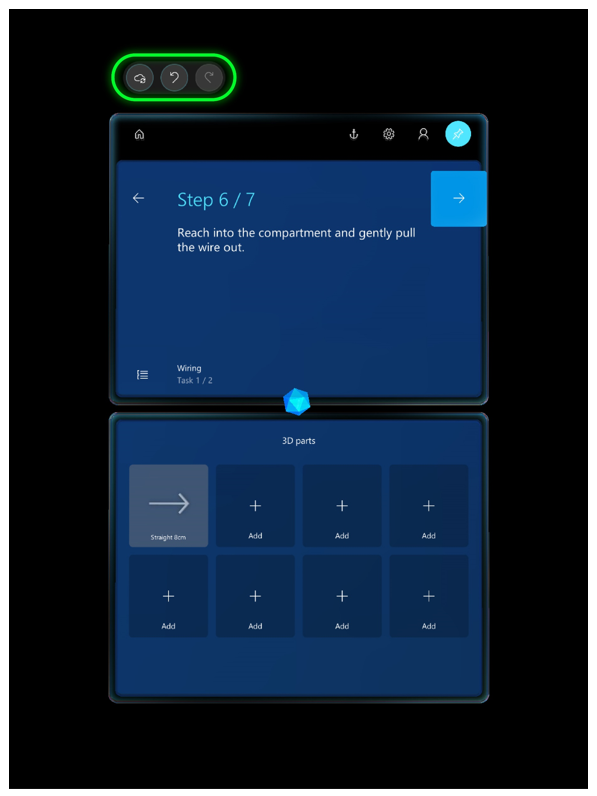 Step 6 / 7
Reach into the compartment and gently pull
the wire out.
Wiring
Task 1 / 2
3D parts
Straight 8cm
Add
Add
Add
Add
Add
Add
Add